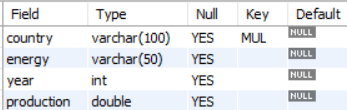 Field Type Null Key Default
country varchar(100) YES MUL NULL
energy varchar(50) YES NULL
year int YES NULL
production double YES NULL